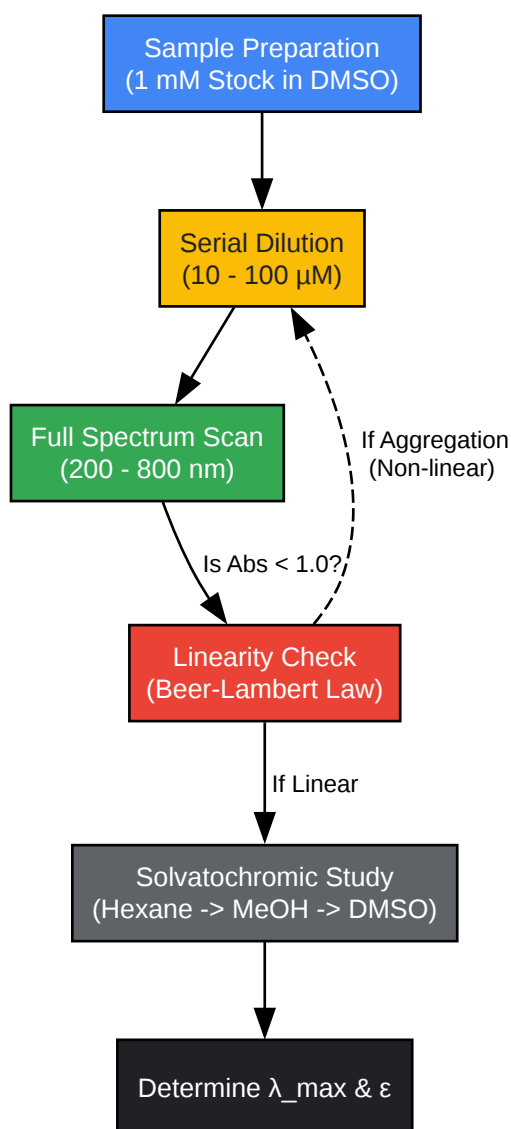 Sample Preparation
(1 mM Stock in DMSO)
Serial Dilution
(10 - 100 µM)
Full Spectrum Scan
(200 - 800 nm)
If Aggregation
(Non-linear)
Is Abs < 1.0?
Linearity Check
(Beer-Lambert Law)
If Linear
Solvatochromic Study
(Hexane -> MeOH -> DMSO)
Determine λ_max & ε